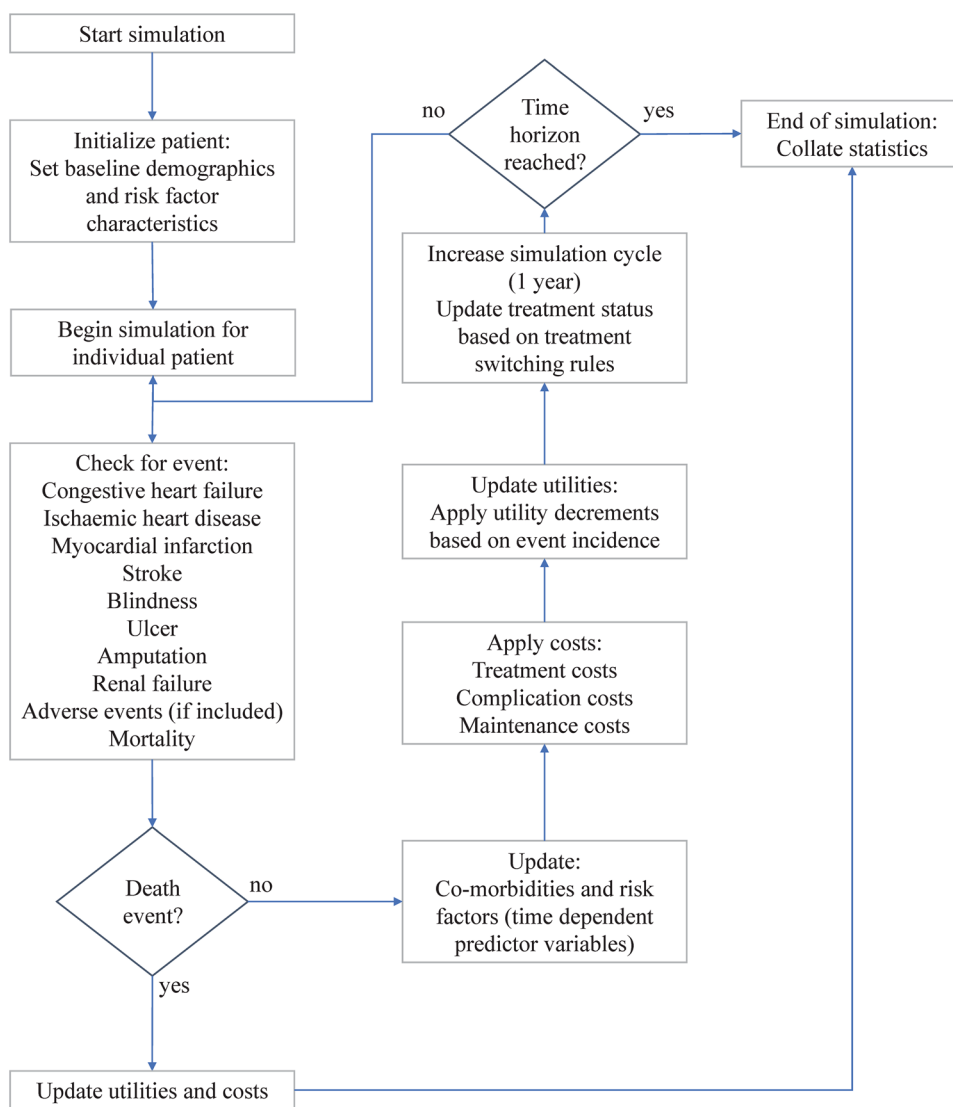 Start simulation
Initialize patient:
Set baseline demographics
and risk factor
characteristics
Begin simulation for
individual patient
Check for event:
Congestive heart failure
Ischaemic heart disease
Myocardial infarction
Stroke
Blindness
Ulcer
Amputation
Renal failure
Adverse events (if included)
Mortality
Death
event?
no
yes
Update utilities and costs
Update:
Co-morbidities and risk
factors (time dependent
predictor variables)
Apply costs:
Treatment costs
Complication costs
Maintenance costs
Update utilities:
Apply utility decrements
based on event incidence
Increase simulation cycle
(1 year)
Update treatment status
based on treatment
switching rules
Time
horizon
reached?
no
yes
End of simulation:
Collate statistics